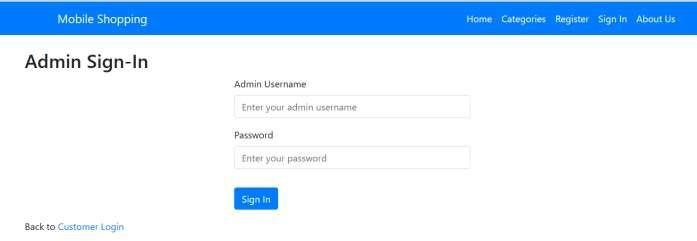 Mobile Shopping Home Categories Register Sign In About Us
Admin Sign-In
Admin Username
Enter your admin username
Password
Enter your password
Sign In
Back to Customer Login